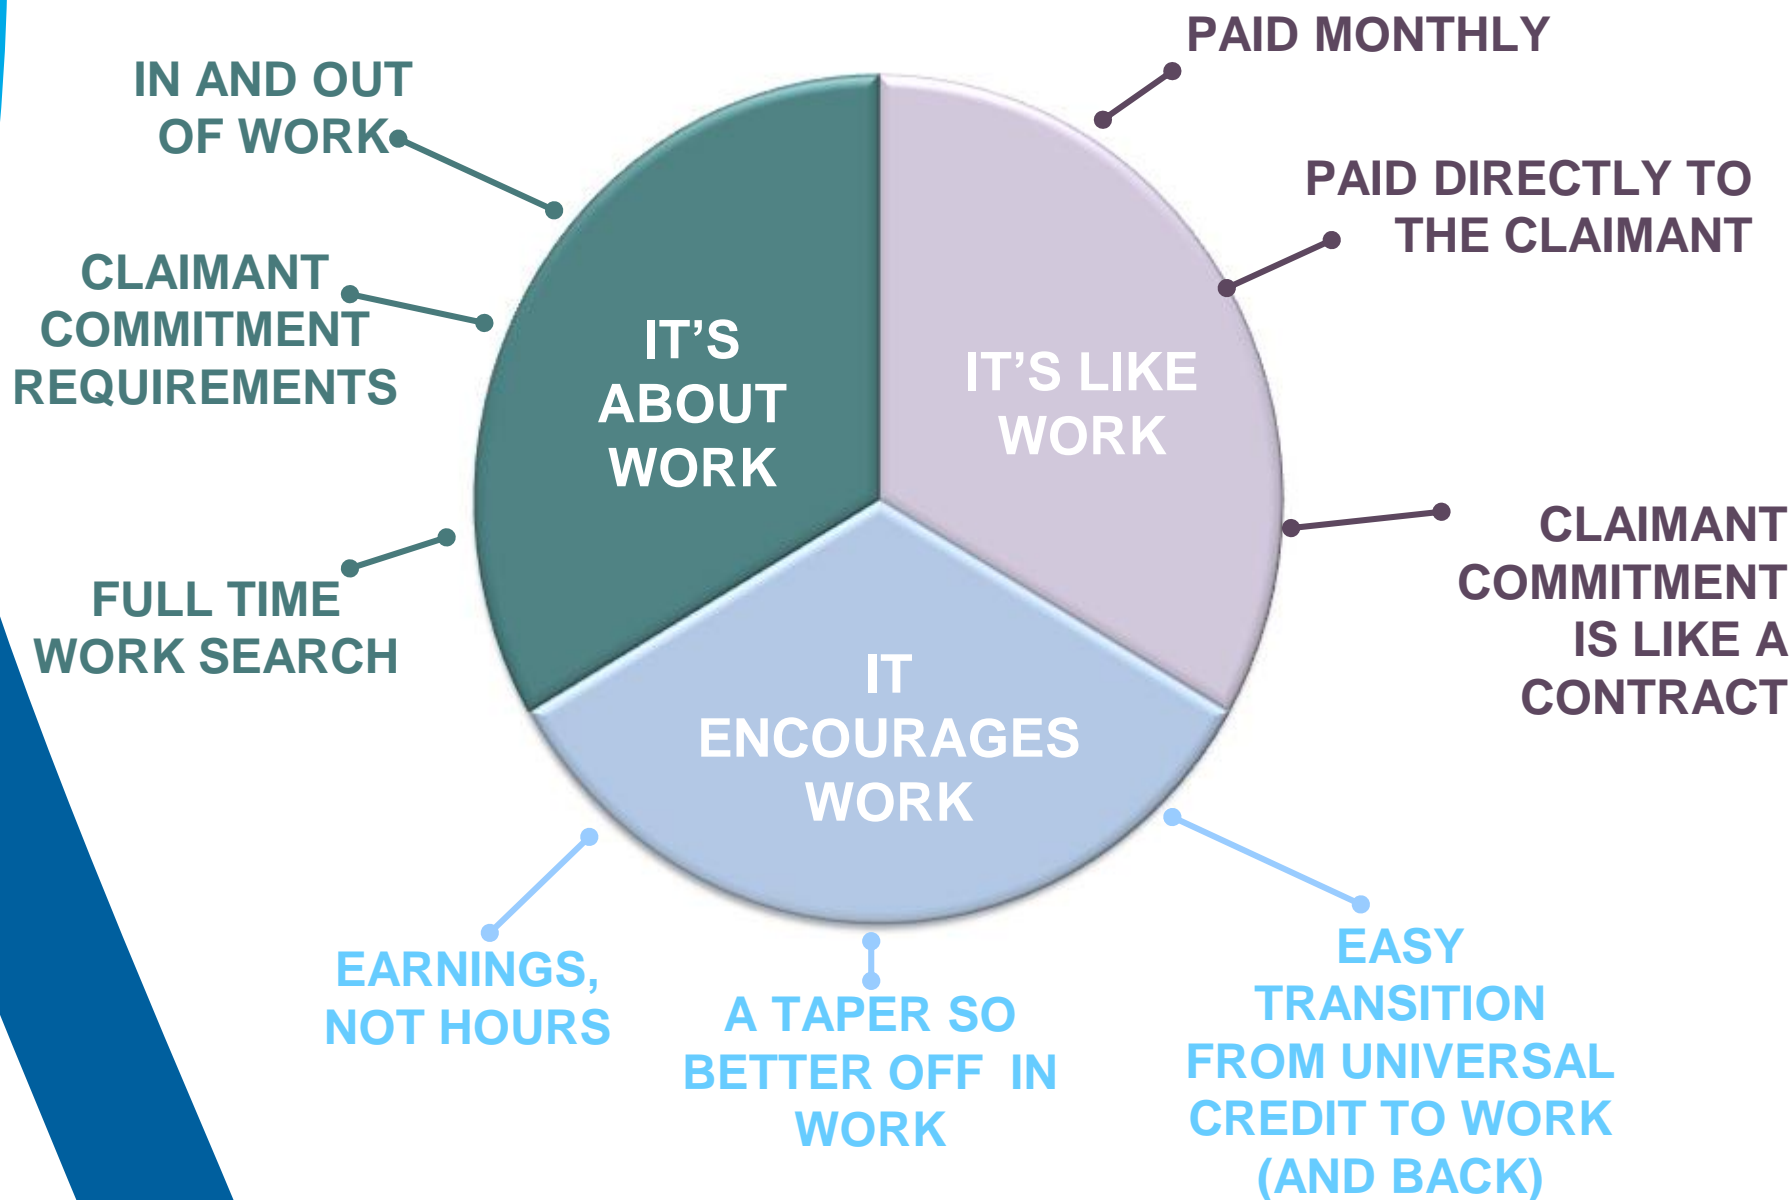 PAID MONTHLY
IN AND OUT
OF WORK
PAID DIRECTLY TO
THE CLAIMANT
CLAIMANT
COMMITMENT
REQUIREMENTS
IT'S
ABOUT
WORK
IT'S LIKE
WORK
CLAIMANT
COMMITMENT
IS LIKE A
CONTRACT
FULL TIME
WORK SEARCH
IT
ENCOURAGES
WORK
EARNINGS,
NOT HOURS
A TAPER SO
BETTER OFF IN
WORK
EASY
TRANSITION
FROM UNIVERSAL
CREDIT TO WORK
(AND BACK)